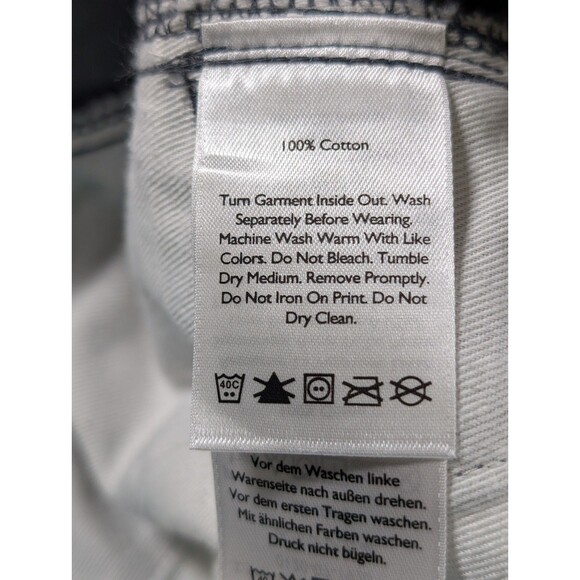 100% Cotton
Turn Garment Inside Out. Wash
Separately Before Wearing.
Machine Wash Warm With Like
Colors. Do Not Bleach. Tumble
Dry Medium. Remove Promptly.
Do Not Iron On Print. Do Not
Dry Clean.
40C
Vor dem Waschen linke
Warenseite nach außen drehen.
Vor dem ersten Tragen waschen.
Mit ähnlichen Farben waschen.
Druck nicht bügeln.